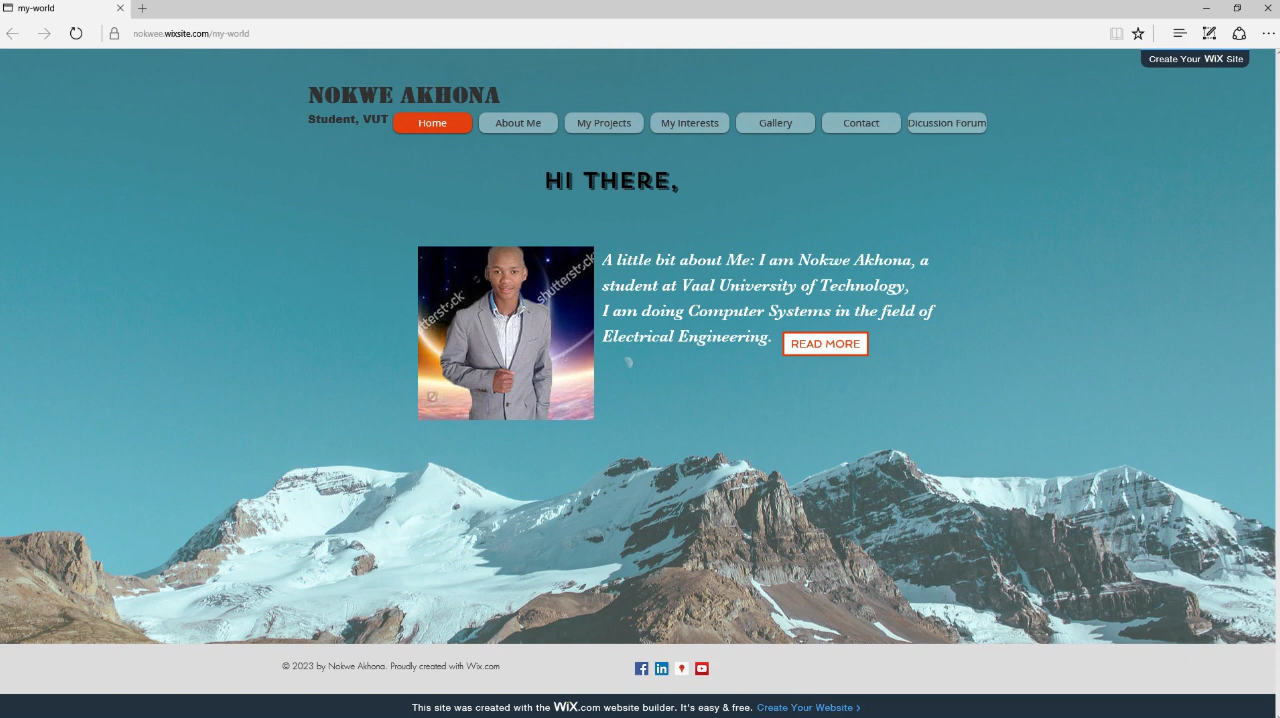 my-world
nokwee.wixsite.com/my-world
Create Your WiX Site
NOKWE AKHONA
Student, VUT
Home
About Me
My Projects
My Interests
Gallery
Contact
Dicussion Forum
HI THERE,
shutterstock
tterstock
A little bit about Me: I am Nokwe Akhona, a
student at Vaal University of Technology,
I am doing Computer Systems in the field of
Electrical Engineering.
READ MORE
© 2023 by Nokwe Akhona. Proudly created with Wix.com
This site was created with the WiX.com website builder. It's easy & free. Create Your Website >